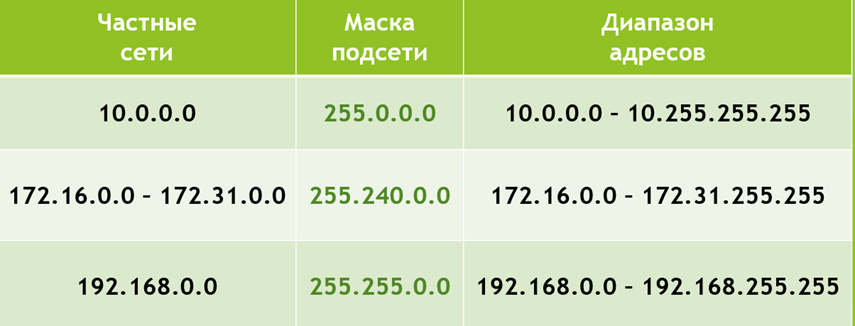 Частные
сети
Маска
подсети
Диапазон
адресов
10.0.0.0
255.0.0.0
10.0.0.0 – 10.255.255.255
172.16.0.0 – 172.31.0.0
255.240.0.0
172.16.0.0 – 172.31.255.255
192.168.0.0
255.255.0.0
192.168.0.0 – 192.168.255.255